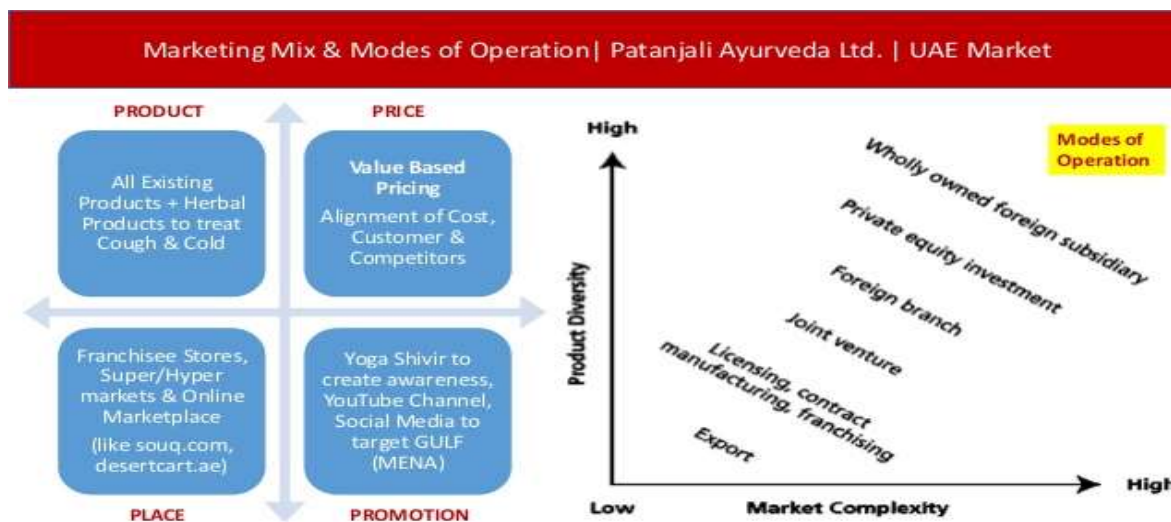 Marketing Mix & Modes of Operation| Patanjali Ayurveda Ltd. | UAE Market
PRODUCT
PRICE
All Existing
Products + Herbal
Products to treat
Cough & Cold
Value Based
Pricing
Alignment of Cost,
Customer &
Competitors
Franchisee Stores,
Super/Hyper
markets & Online
Marketplace
(like souq.com,
desertcart.ae)
Yoga Shivir to
create awareness,
YouTube Channel,
Social Media to
target GULF
(MENA)
PLACE
PROMOTION
High
Modes of
Operation
Wholly owned foreign subsidiary
Private equity investment
Foreign branch
Joint venture
Licensing, contract
manufacturing, franchising
Export
Product Diversity
Low
Market Complexity
High